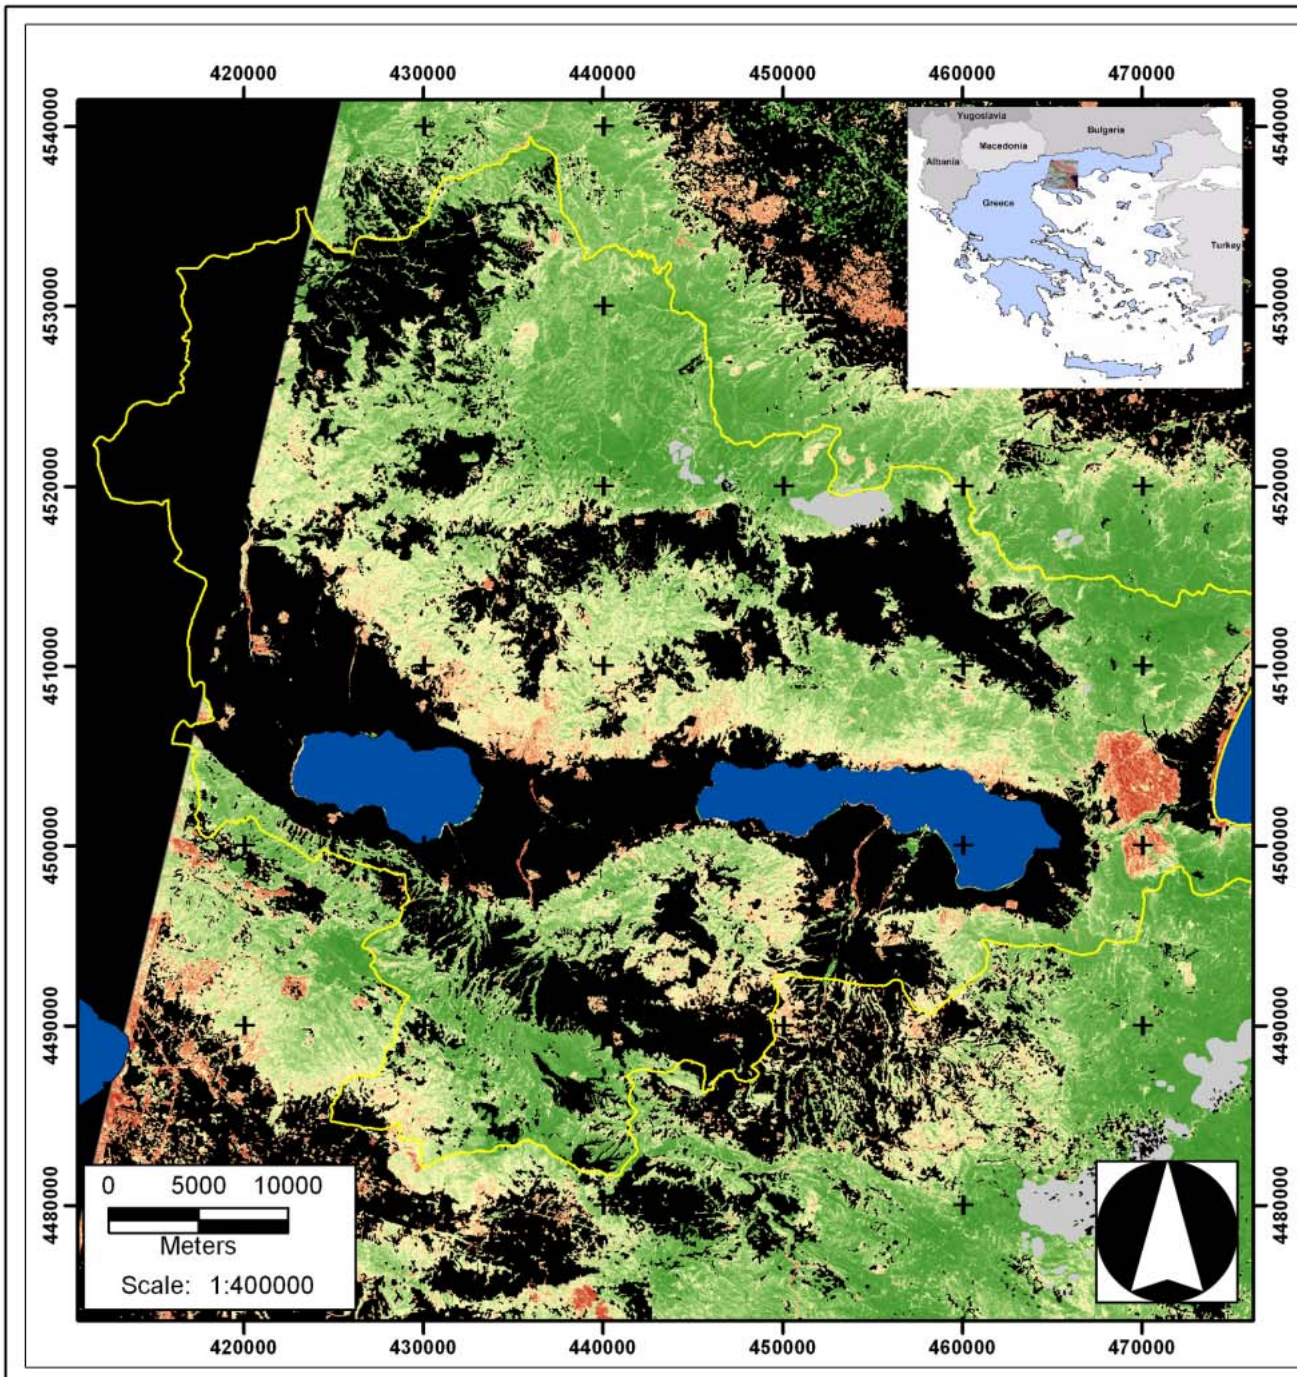 420000 430000 440000 450000 460000 470000
4540000 4540000
Yugoslavia
Bulgaria
Macedonia
Albania
Greece
Turkey
4530000 4530000
4520000 4520000
4510000 4510000
4500000 4500000
4490000 4490000
4480000 4480000
0 5000 10000
Meters
Scale: 1:400000
420000 430000 440000 450000 460000 470000